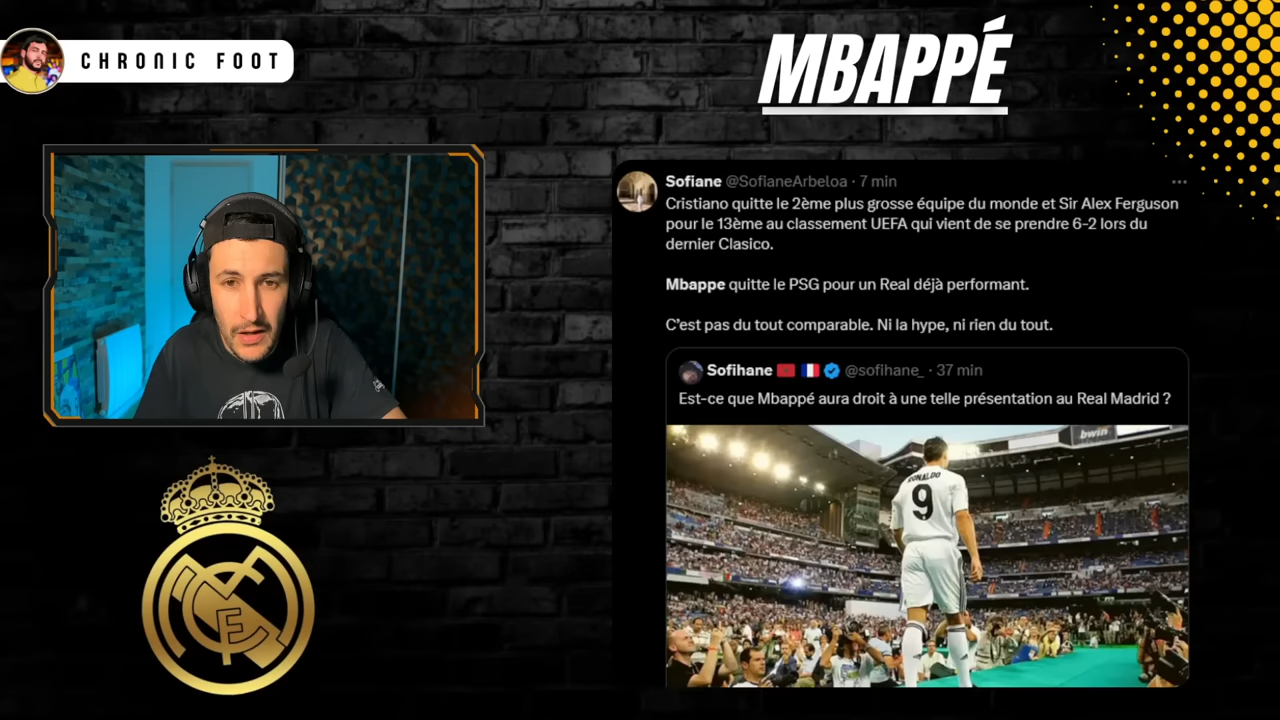 CHRONIC FOOT
MBAPPÉ
Sofiane @SofianeArbeloa · 7 min
Cristiano quitte le 2ème plus grosse équipe du monde et Sir Alex Ferguson
pour le 13ème au classement UEFA qui vient de se prendre 6-2 lors du
dernier Clasico.
Mbappe quitte le PSG pour un Real déjà performant.
C'est pas du tout comparable. Ni la hype, ni rien du tout.
Sofihane @sofihane_ · 37 min
Est-ce que Mbappé aura droit à une telle présentation au Real Madrid ?
bwin
RONALDO
9